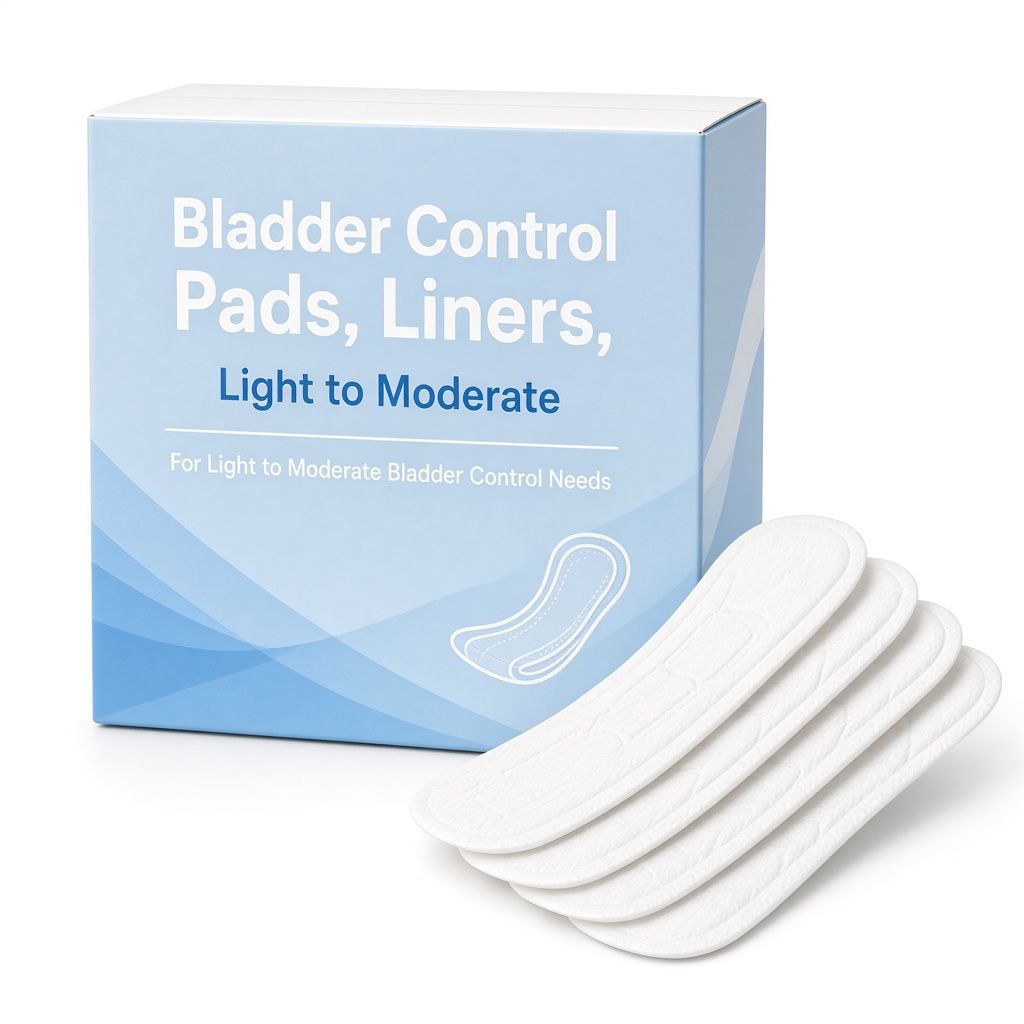 Bladder Control
Pads, Liners,
Light to Moderate
For Light to Moderate Bladder Control Needs